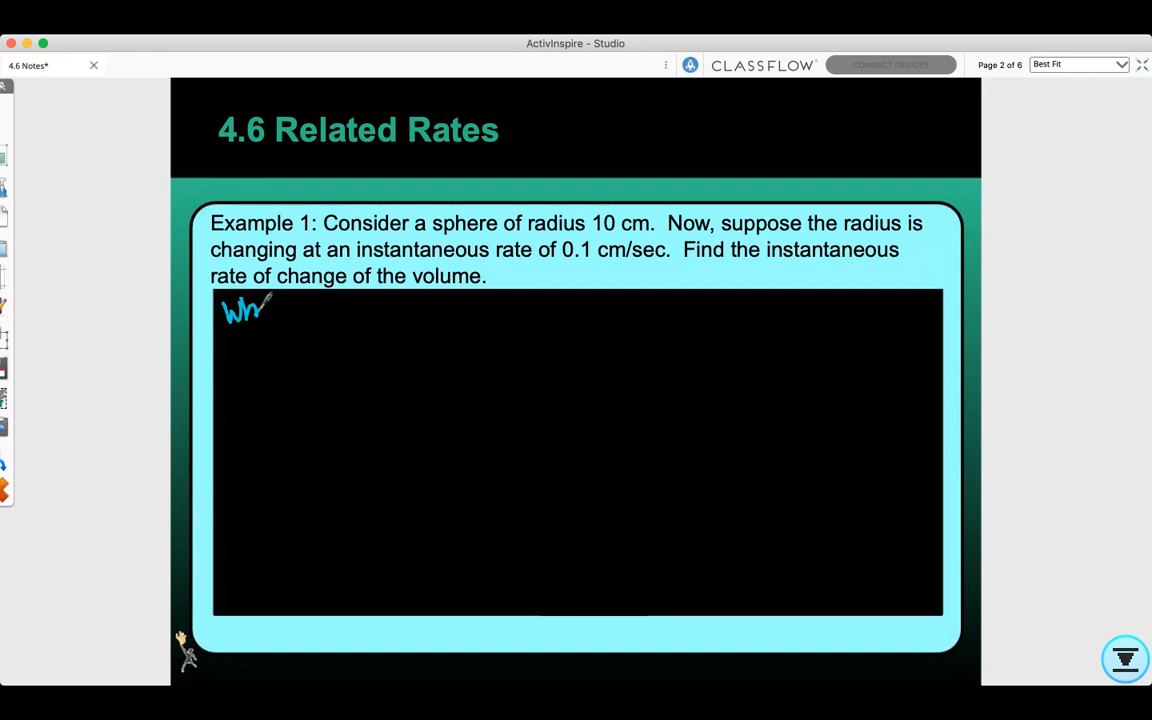 ActivInspire - Studio
4.6 Notes*
CLASSFLOW
CONNECT DEVICES
Page 2 of 6
Best Fit
4.6 Related Rates
Example 1: Consider a sphere of radius 10 cm. Now, suppose the radius is
changing at an instantaneous rate of 0.1 cm/sec. Find the instantaneous
rate of change of the volume.
Wh